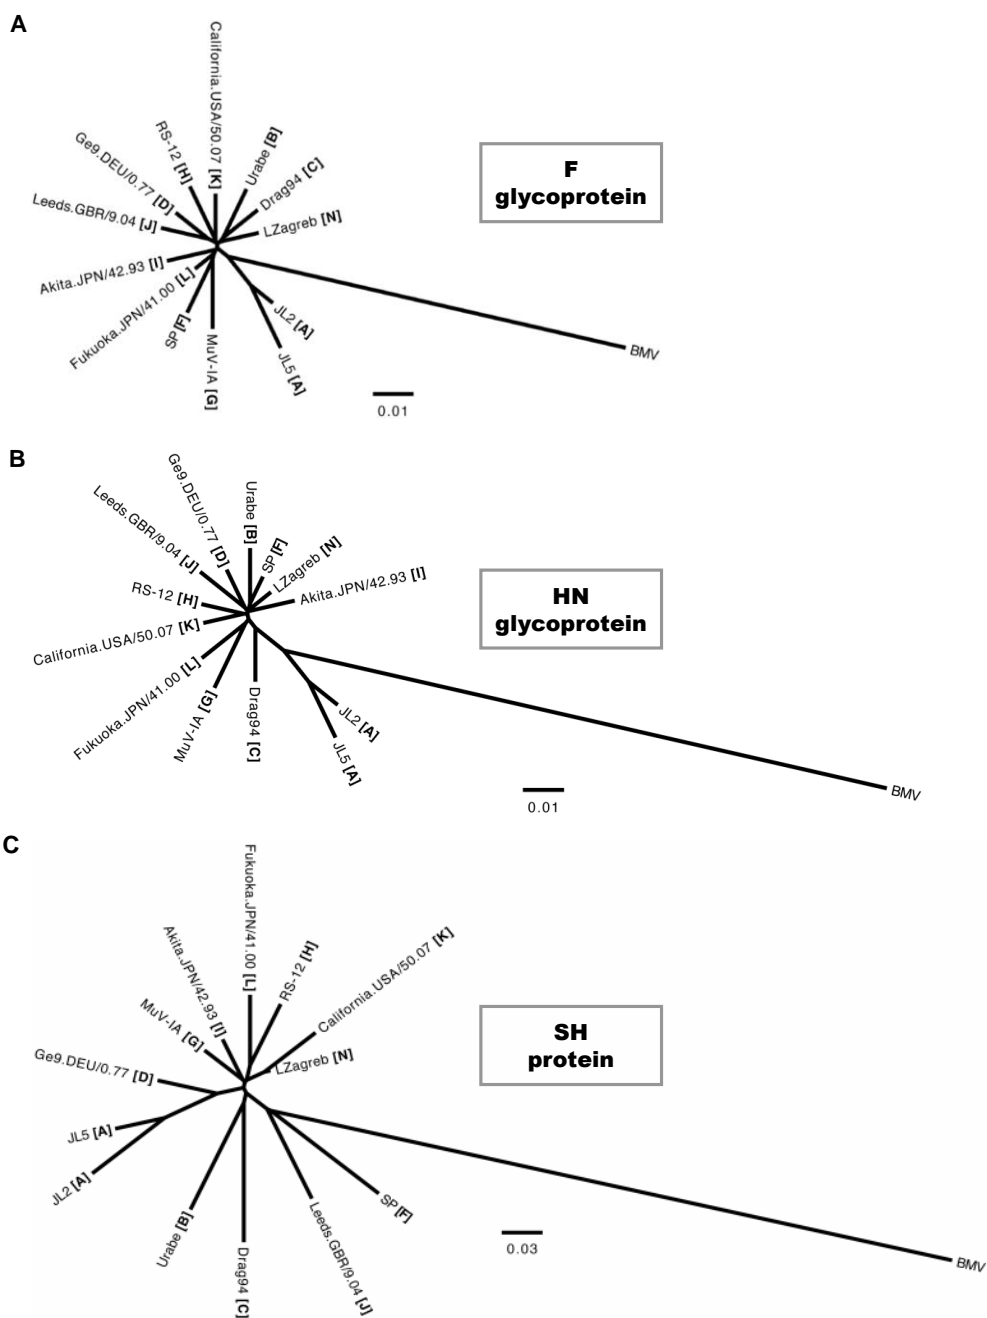 A
California.USA/50.07 [K]
RS-12 [H]
Urabe [B]
Ge9.DEU/0.77 [D]
Drag94 [C]
Leeds.GBR/9.04 [J]
LZagreb [N]
Akita.JPN/42.93 [I]
Fukuoka.JPN/41.00 [L]
SP[F]
MuV-IA [G]
JL2 [A]
JL5 [A]
BMV
F
glycoprotein
0.01
B
Ge9.DEU/0.77 [D]
Urabe [B]
Leeds.GBR/9.04 [J]
SP[F]
LZagreb [N]
RS-12 [H]
Akita.JPN/42.93 [I]
California.USA/50.07 [K]
Fukuoka.JPN/41.00 [L]
MuV-IA [G]
Drag94 [C]
JL2 [A]
JL5 [A]
BMV
HN
glycoprotein
0.01
C
Fukuoka.JPN/41.00 [L]
Akita.JPN/42.93 [I]
RS-12 [H]
California.USA/50.07 [K]
MuV-IA [G]
LZagreb [N]
Ge9.DEU/0.77 [D]
JL5 [A]
JL2 [A]
Urabe [B]
Drag94 [C]
Leeds.GBR/9.04 [J]
SP[F]
BMV
SH
protein
0.03